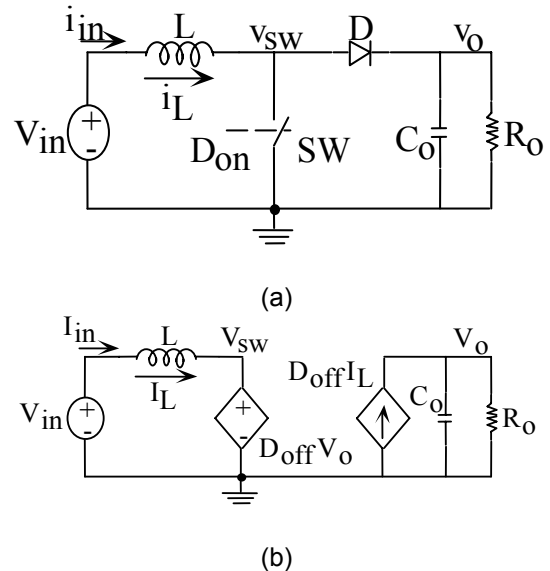 i_in L v_sw D v_o
i_L
V_in + - D_on SW C_o R_o
(a)
I_in L V_sw V_o
I_L D_off I_L
V_in + - + - D_off V_o C_o R_o
(b)